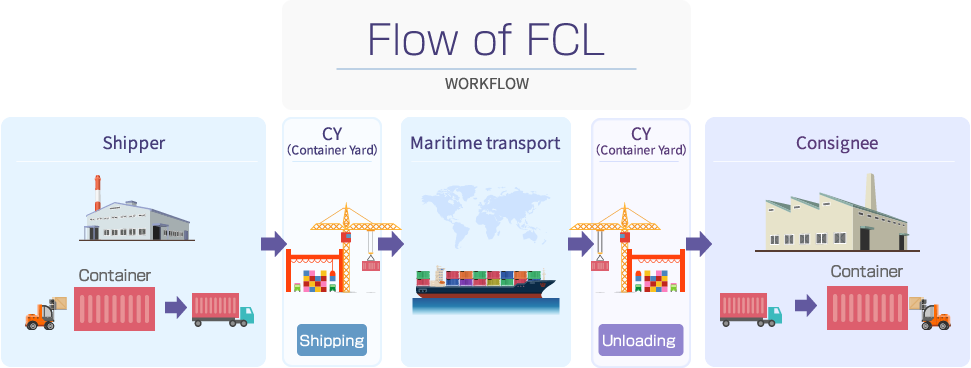 Flow of FCL
WORKFLOW
Shipper
Container
CY
(Container Yard)
Shipping
Maritime transport
CY
(Container Yard)
Unloading
Consignee
Container